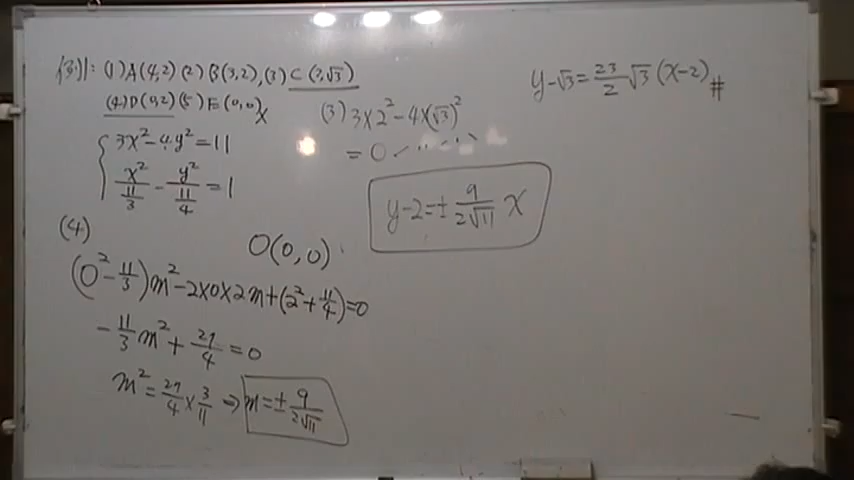 例1: (1) A(4,2) (2) B(3,2), (3) C(2,√3)
(4) D(0,2) (5) E(0,0)x
3x²-4y²=11
x²/(11/3) - y²/(11/4) = 1
(4)
O(0,0)
(0²-11/3)m²-2×0×2m+(2²+11/4)=0
-11/3 m²+27/4=0
m²=27/4×3/11 ⇒ m=±9/2√11
(3) 3×2²-4×(√3)²
=0
y-2=±9/2√11 x
y-√3=23/2 √3(x-2)#